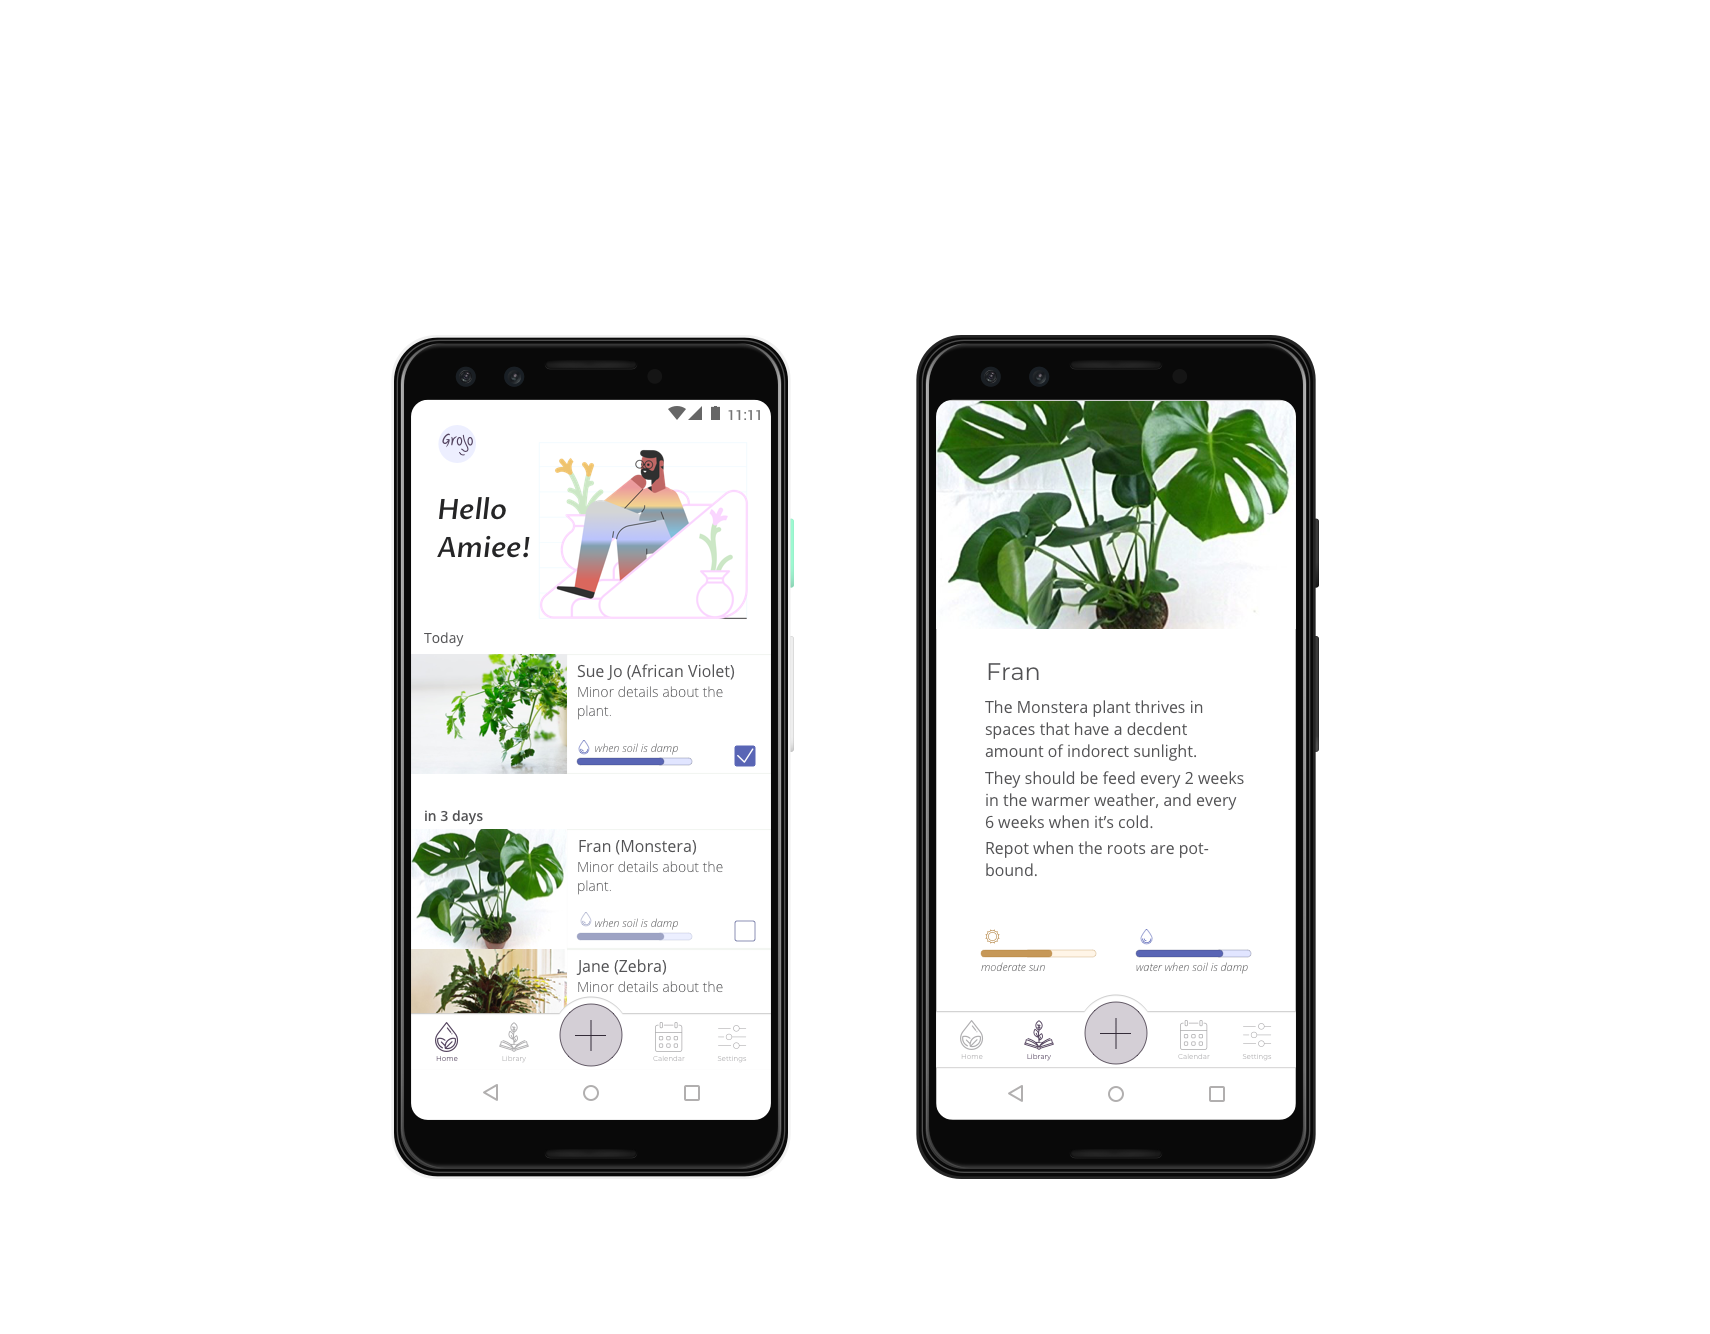 11:11
GroJo
Hello
Amiee!
Today
Sue Jo (African Violet)
Minor details about the
plant.
when soil is damp
in 3 days
Fran (Monstera)
Minor details about the
plant.
when soil is damp
Jane (Zebra)
Minor details about the
Home
Library
Calendar
Settings
Fran
The Monstera plant thrives in
spaces that have a decdent
amount of indorect sunlight.
They should be feed every 2 weeks
in the warmer weather, and every
6 weeks when it's cold.
Repot when the roots are pot-
bound.
moderate sun
water when soil is damp
Home
Library
Calendar
Settings